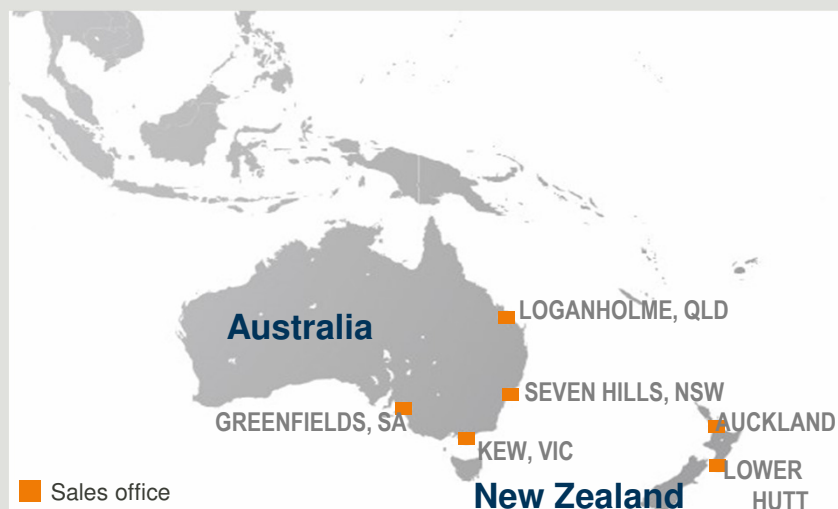 LOGANHOLME, QLD
Australia
SEVEN HILLS, NSW
GREENFIELDS, SA
AUCKLAND
KEW, VIC
LOWER
HUTT
New Zealand
Sales office